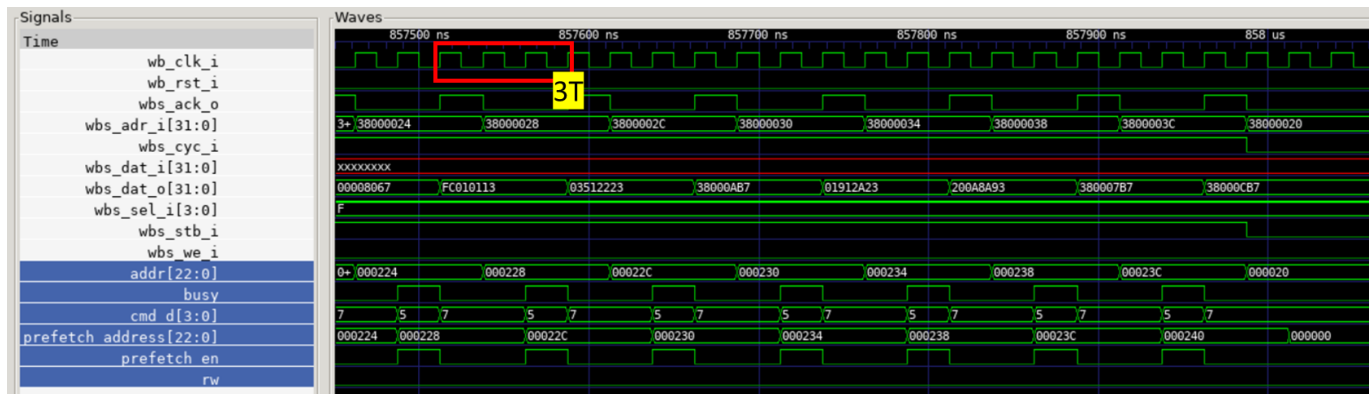 Signals
Waves
Time
857500 ns 857600 ns 857700 ns 857800 ns 857900 ns 858 us
wb_clk_i
3T
wb_rst_i
wbs_ack_o
wbs_adr_i[31:0] 3+ 38000024 38000028 3800002C 38000030 38000034 38000038 3800003C 38000020
wbs_cyc_i
wbs_dat_i[31:0] xxxxxxxx
wbs_dat_o[31:0] 00008067 FC010113 03512223 38000AB7 01912A23 200A8A93 380007B7 38000CB7
wbs_sel_i[3:0] F
wbs_stb_i
wbs_we_i
addr[22:0] 0+ 000224 000228 00022C 000230 000234 000238 00023C 000020
busy
cmd d[3:0] 7 5 7 5 7 5 7 5 7 5 7 5 7 5 7
prefetch address[22:0] 000224 000228 00022C 000230 000234 000238 00023C 000240 000000
prefetch en
rw